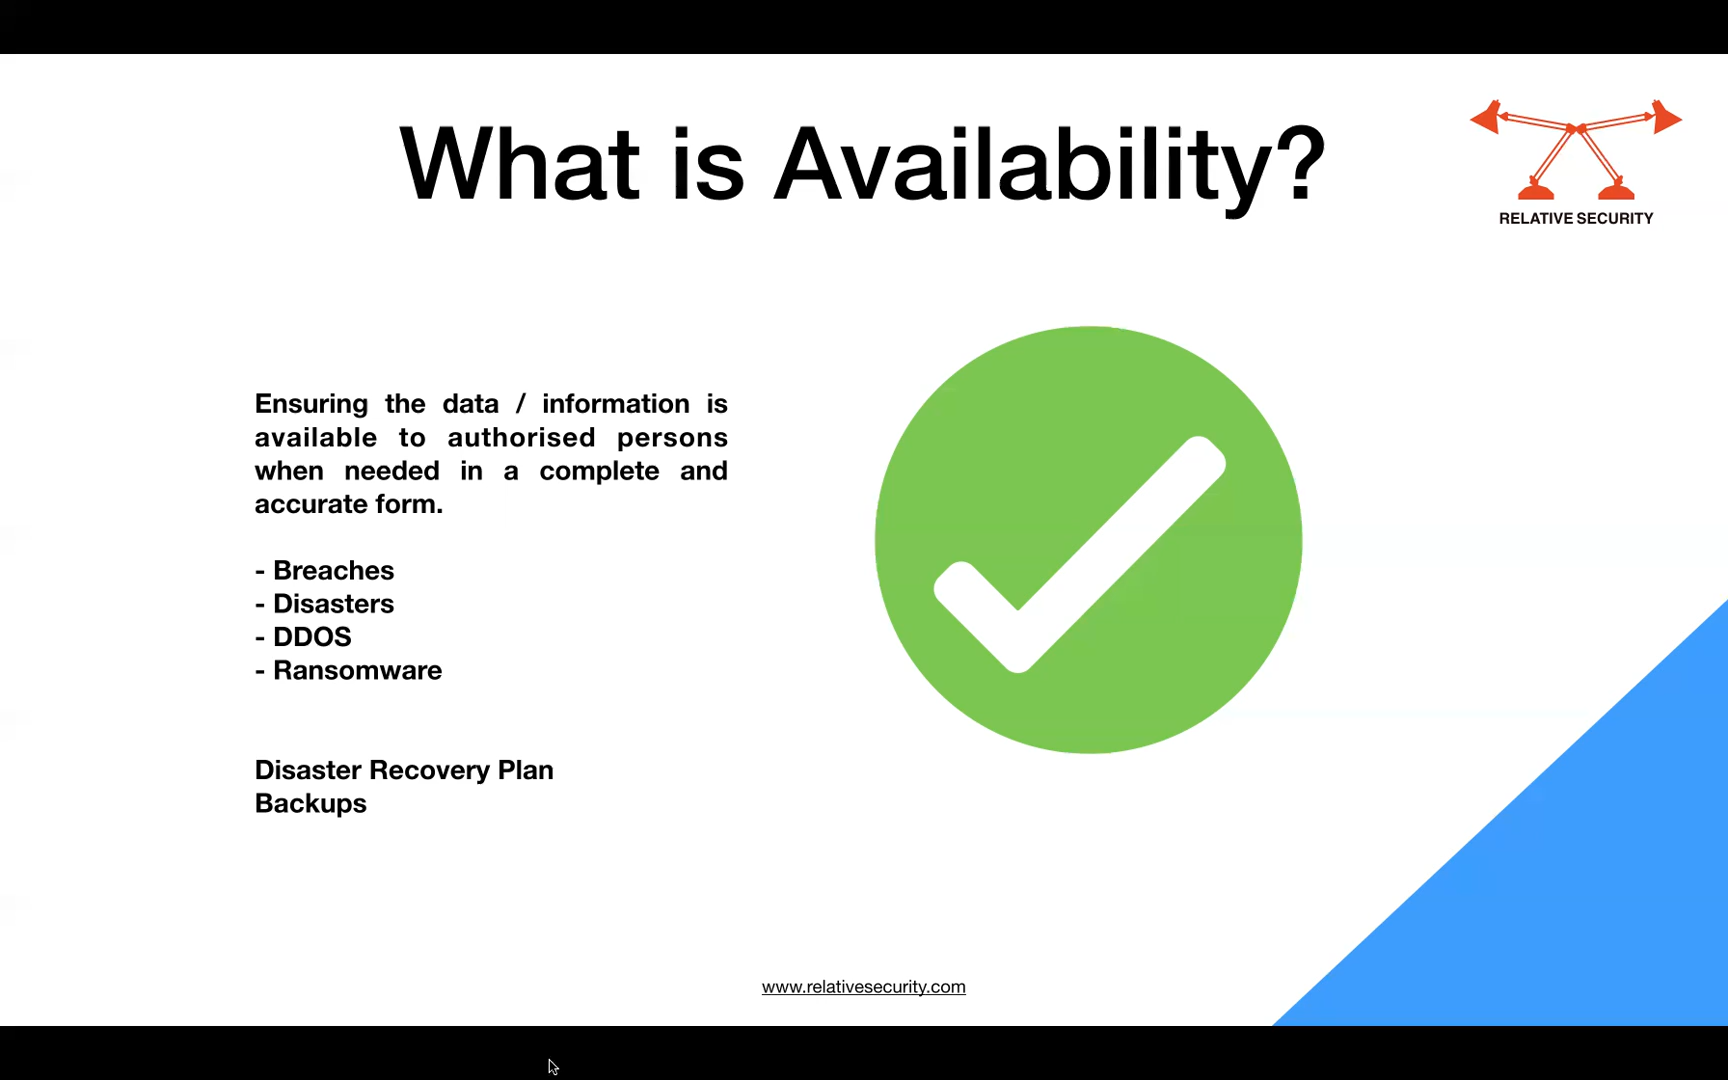 What is Availability?
RELATIVE SECURITY
Ensuring the data / information is
available to authorised persons
when needed in a complete and
accurate form.
- Breaches
- Disasters
- DDOS
- Ransomware
Disaster Recovery Plan
Backups
www.relativesecurity.com